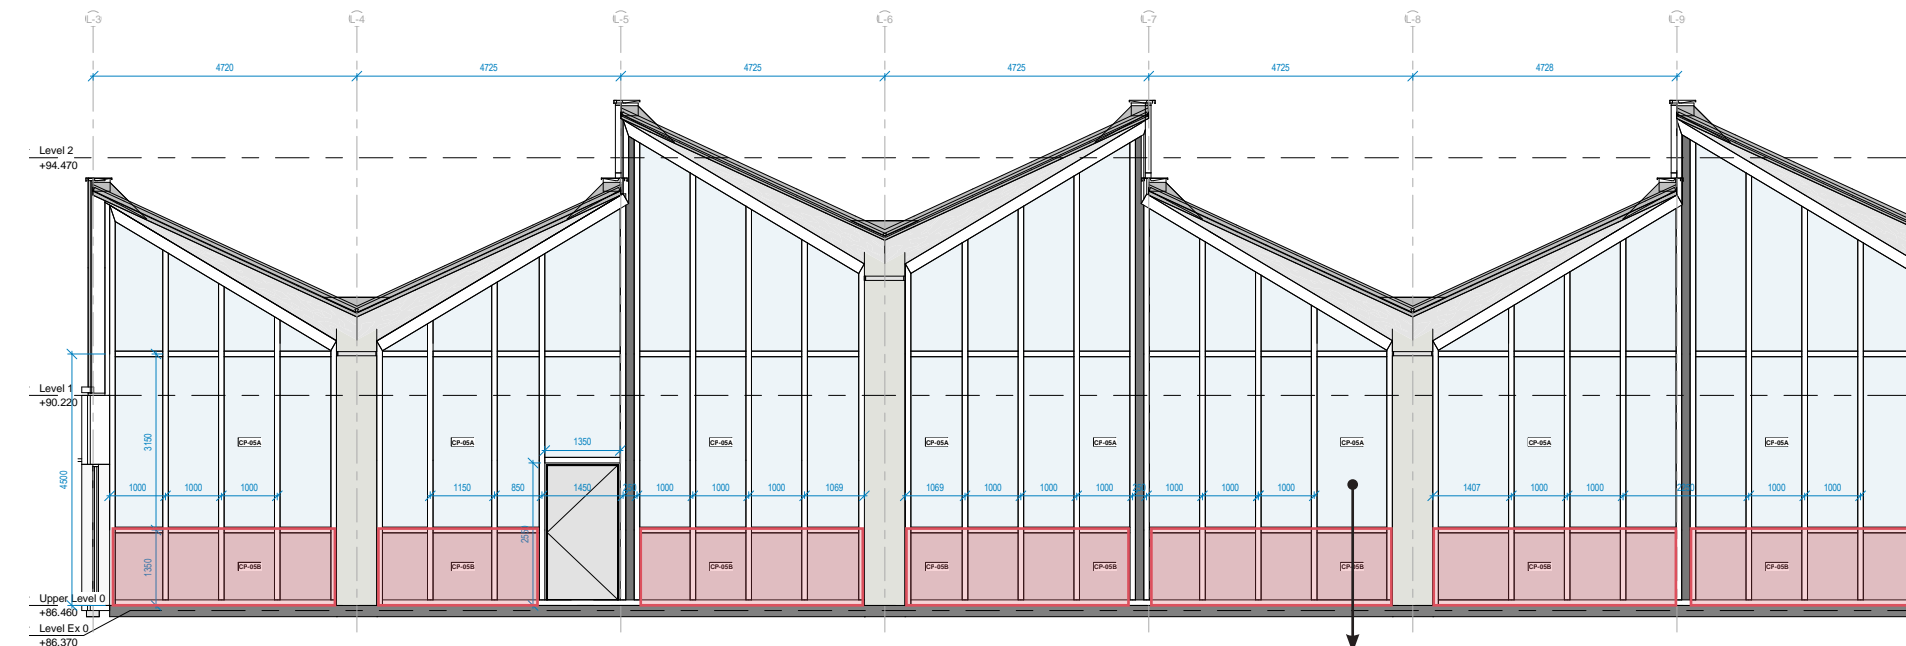 L-3 L-4 L-5 L-6 L-7 L-8 L-9
4720 4725 4725 4725 4725 4728
Level 2
+94.470
Level 1
+90.220
CP-05A CP-05A CP-05A CP-05A CP-05A CP-05A CP-05A CP-05A
3150
1350
4500
1000 1000 1000 1150 850 1450 1000 1000 1000 1069 1069 1000 1000 1000 1000 1000 1000 1407 1000 1000 1000 1000
1350
CP-05B CP-05B CP-05B CP-05B CP-05B CP-05B CP-05B
Upper Level 0
+86.460
Level Ex 0
+86.370